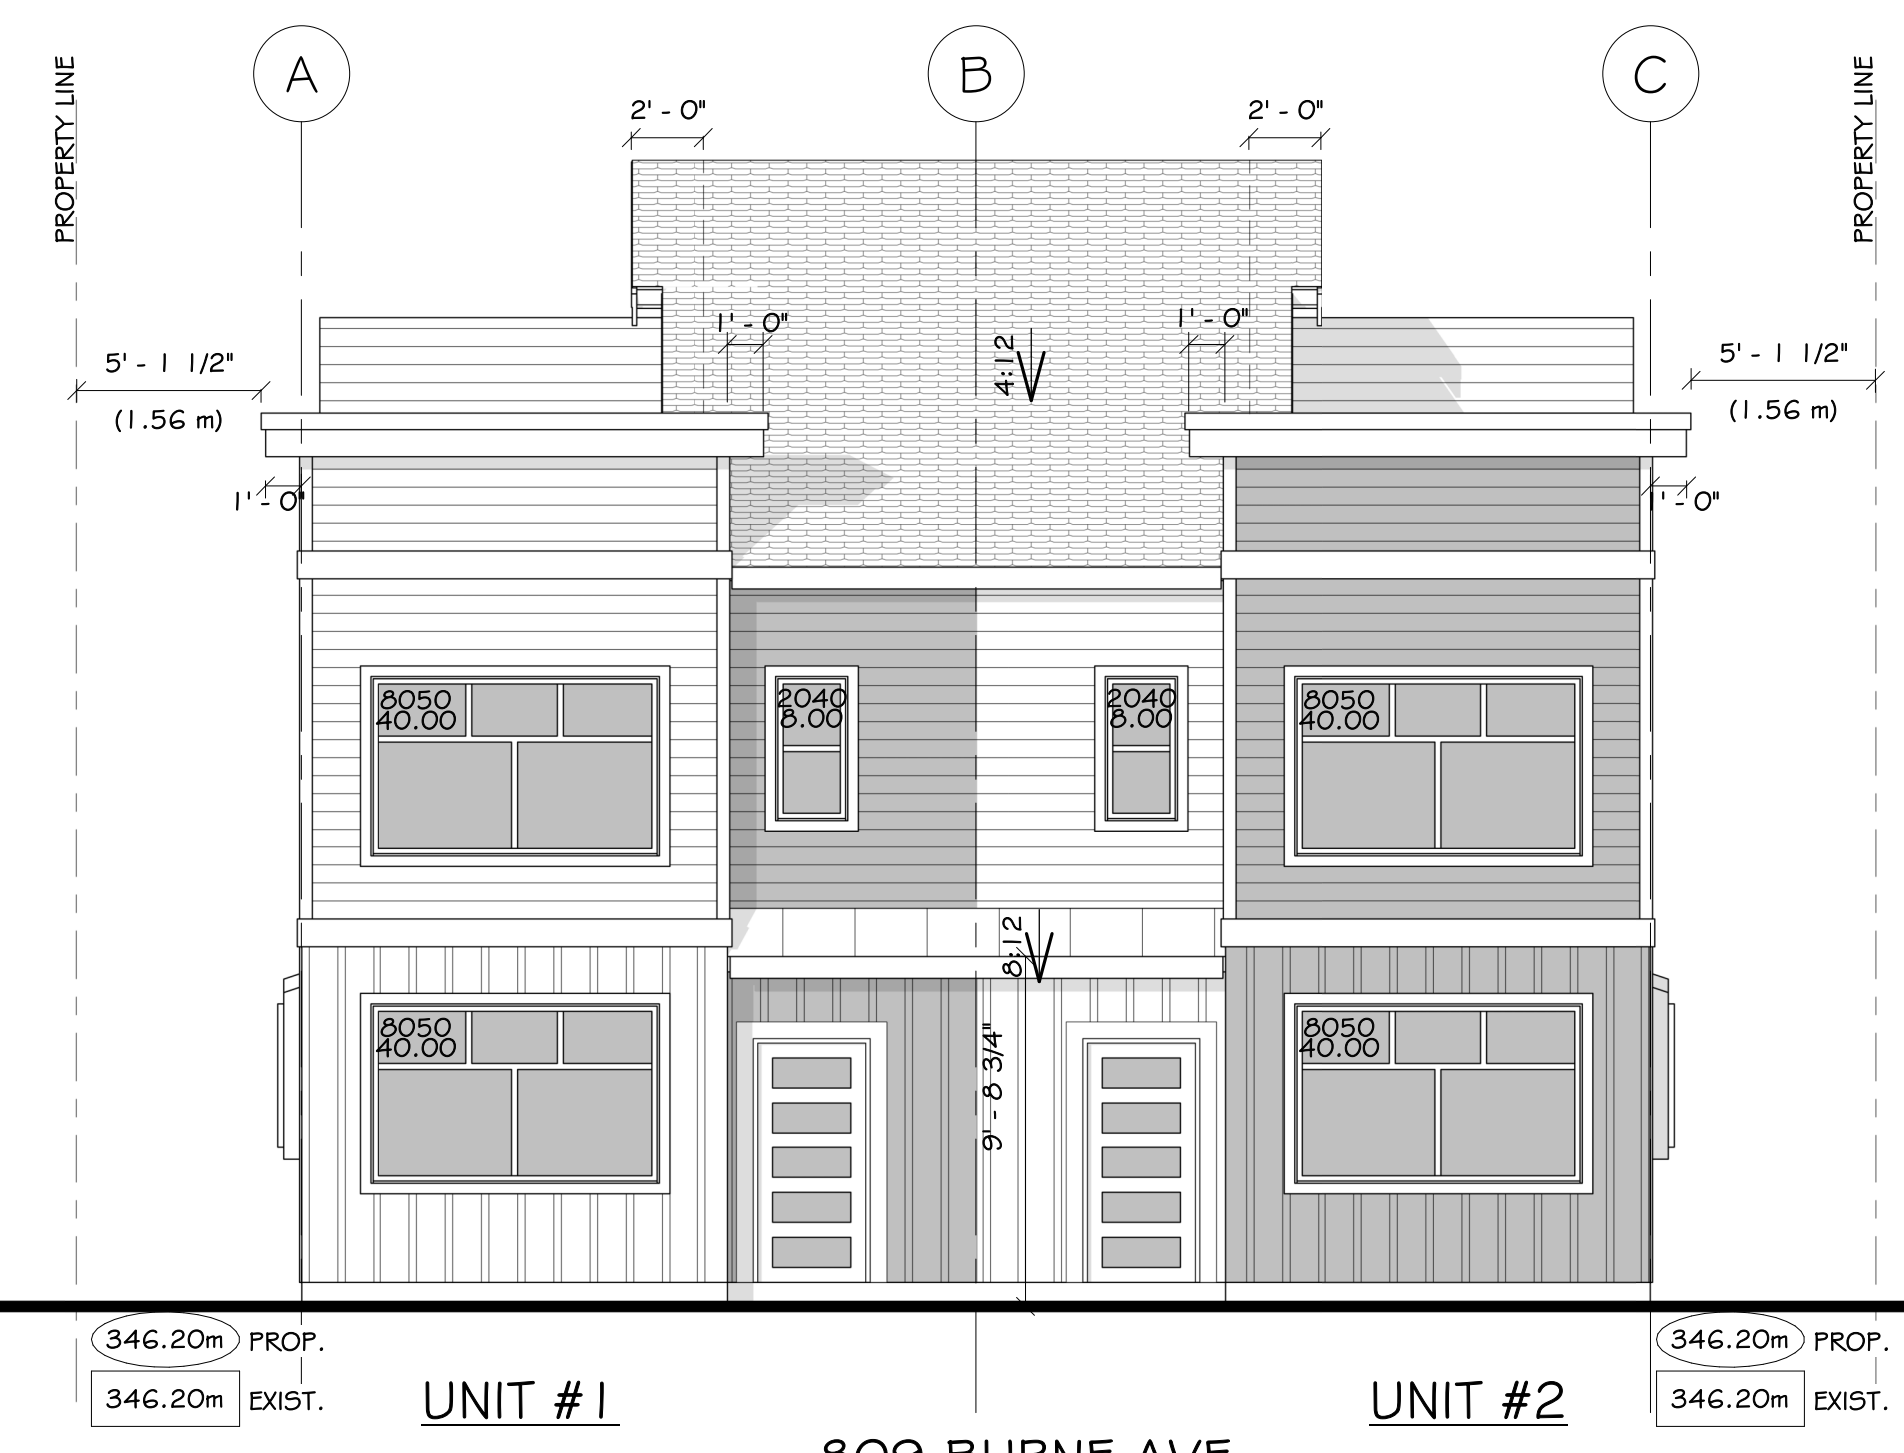 A
B
C
PROPERTY LINE
PROPERTY LINE
2' - 0"
2' - 0"
1' - 0"
1' - 0"
4:12
5' - 1 1/2"
(1.56 m)
5' - 1 1/2"
(1.56 m)
1' - 0"
1' - 0"
8050
40.00
2040
8.00
2040
8.00
8050
40.00
8:12
9' - 8 3/4"
8050
40.00
8050
40.00
346.20m PROP.
346.20m PROP.
346.20m EXIST.
UNIT #1
UNIT #2
346.20m EXIST.
809 BURNE AVE